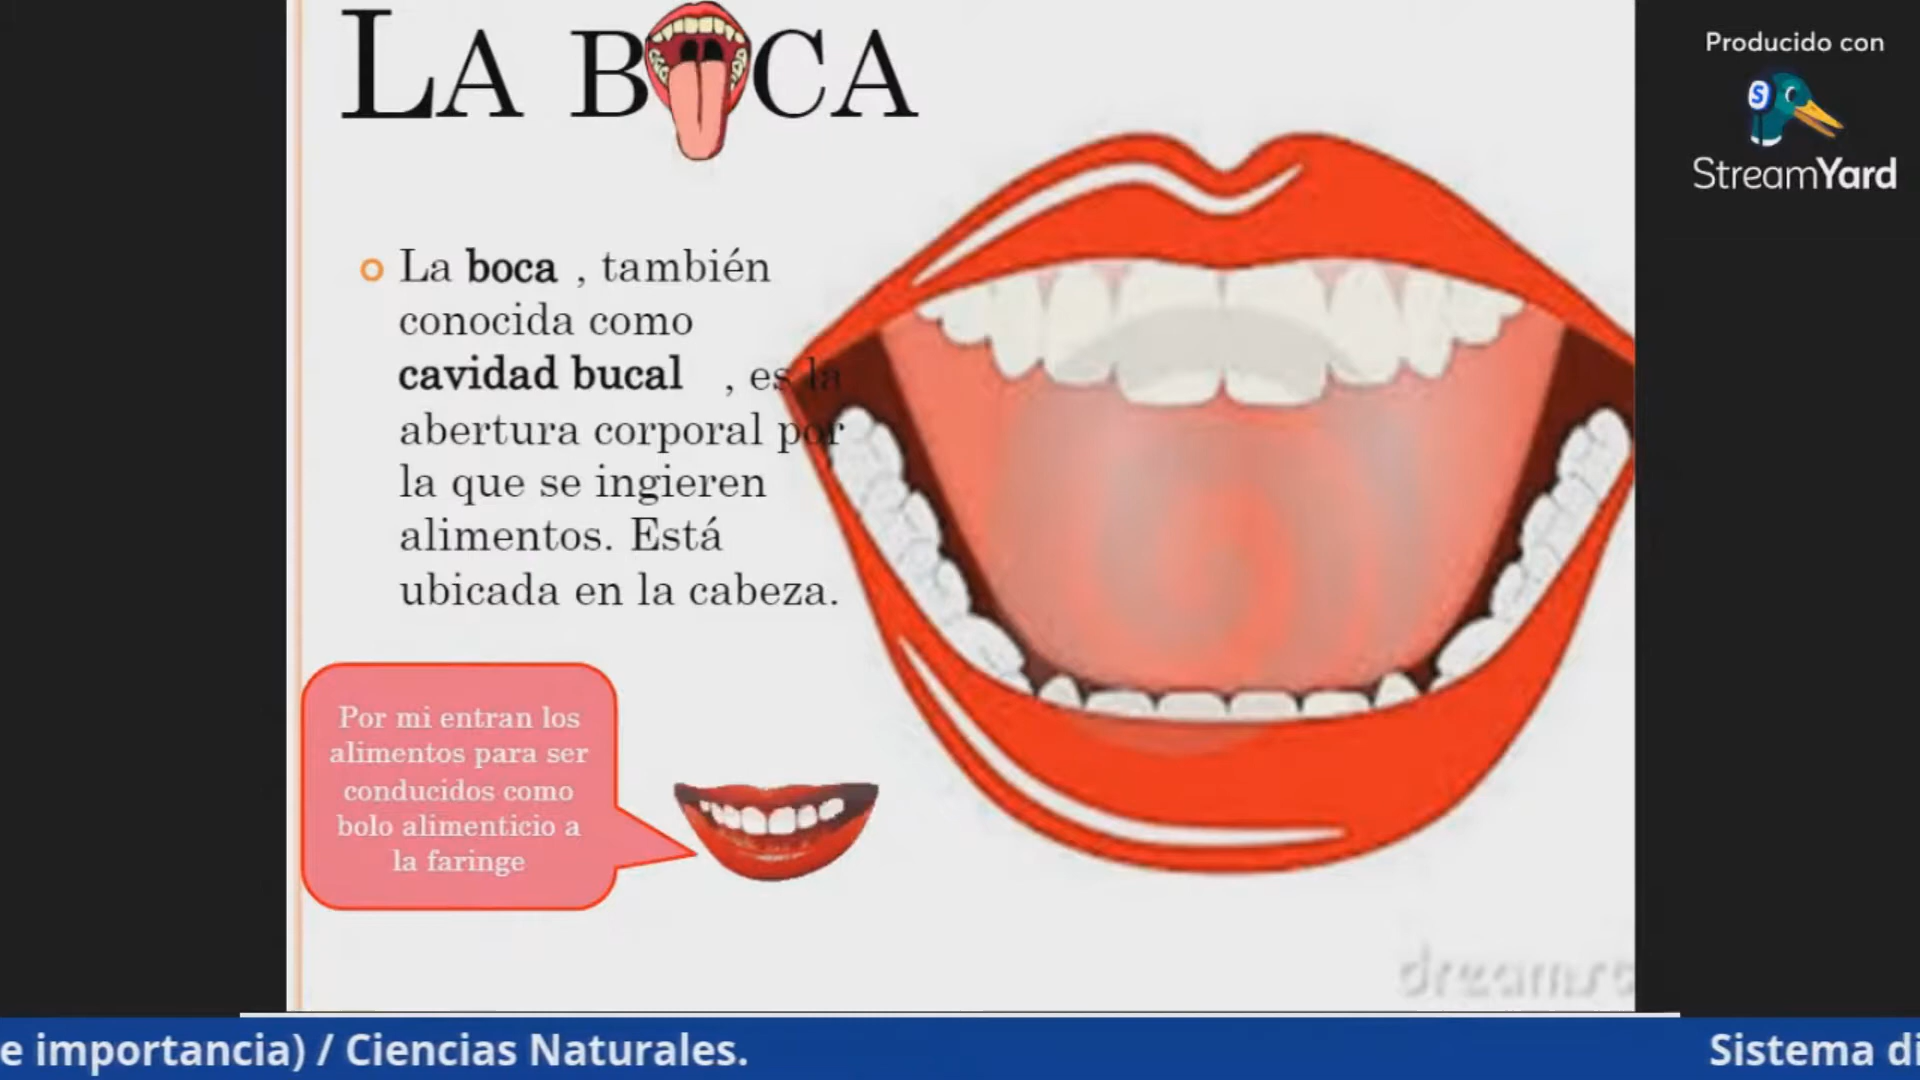 LA BOCA
Producido con
StreamYard
La boca , también
conocida como
cavidad bucal , es la
abertura corporal por
la que se ingieren
alimentos. Está
ubicada en la cabeza.
Por mi entran los
alimentos para ser
conducidos como
bolo alimenticio a
la faringe
e importancia) / Ciencias Naturales.
Sistema di